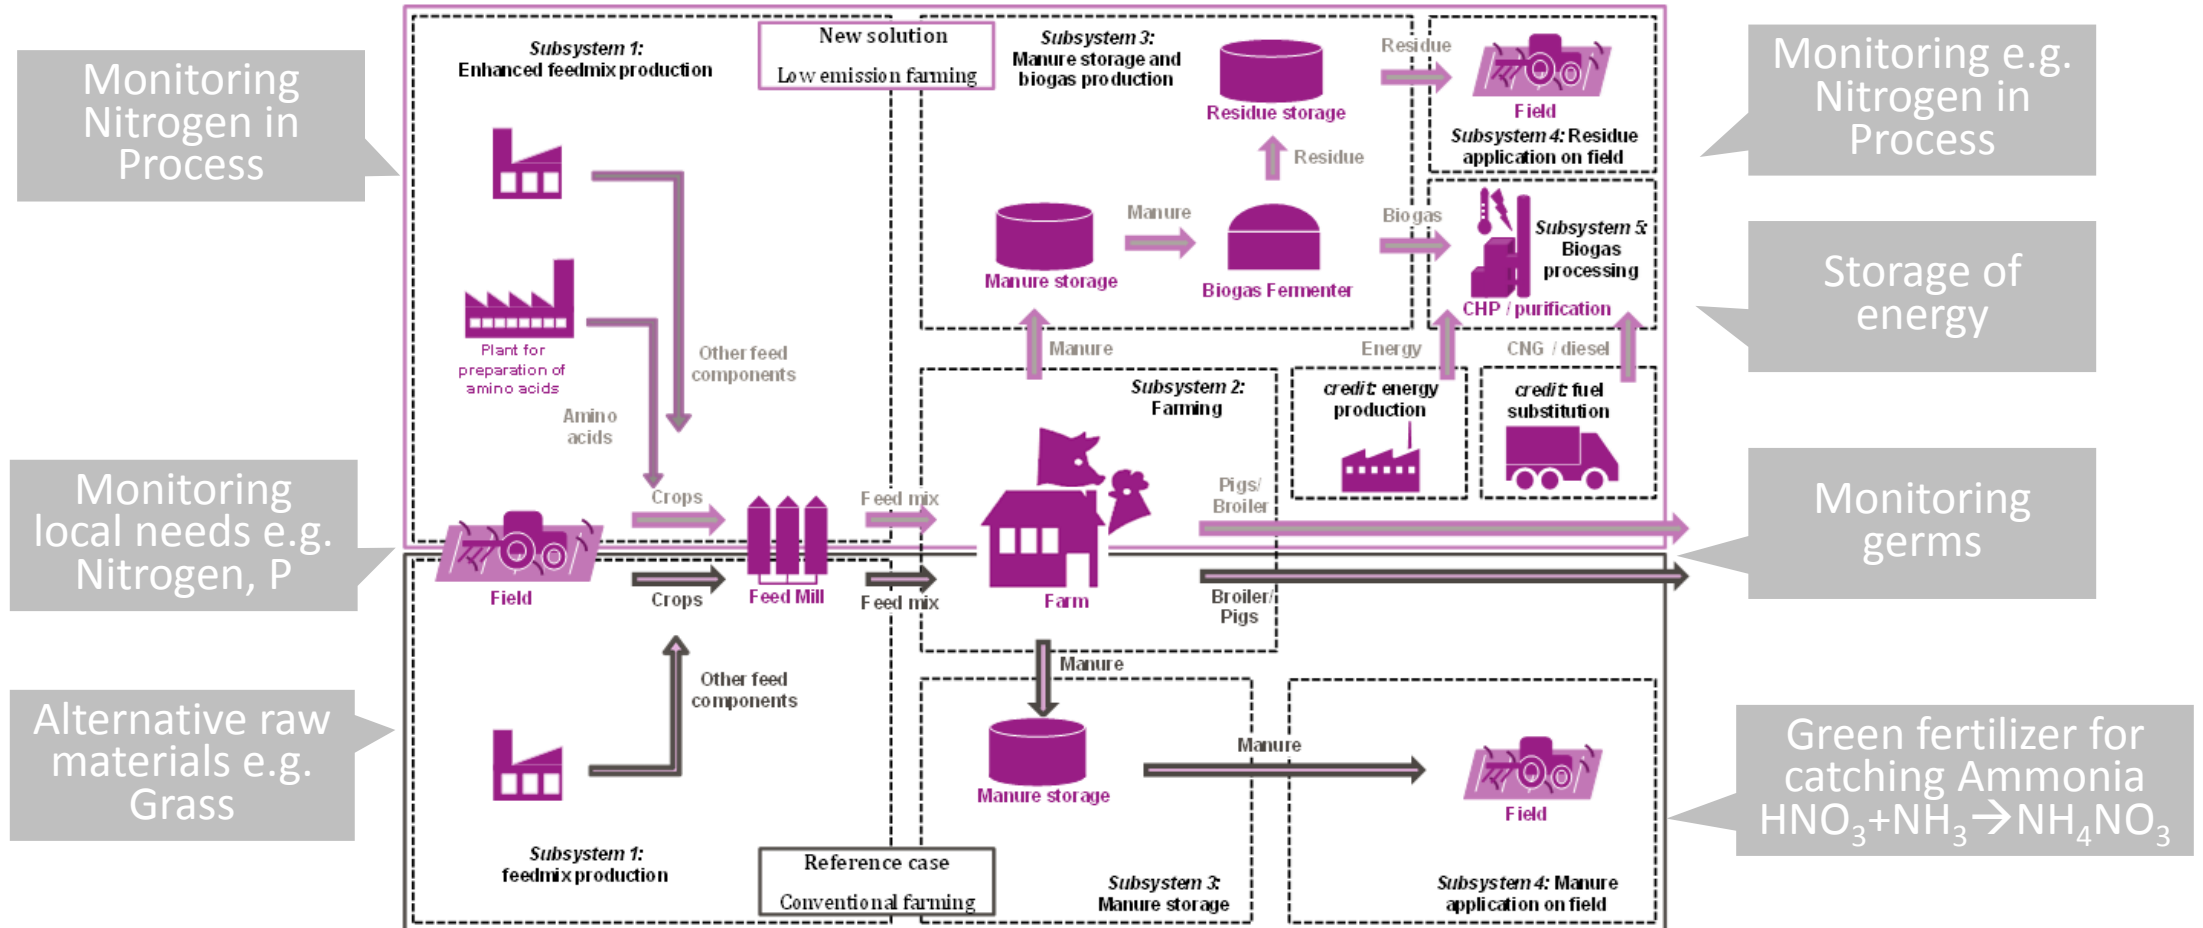 Monitoring
Nitrogen in
Process
Monitoring
local needs e.g.
Nitrogen, P
Alternative raw
materials e.g.
Grass
Subsystem 1:
Enhanced feedmix production
New solution
Low emission farming
Plant for
preparation of
amino acids
Other feed
components
Amino
acids
Crops
Feed mix
Field
Crops
Feed Mill
Feed mix
Other feed
components
Subsystem 1:
feedmix production
Reference case
Conventional farming
Subsystem 3:
Manure storage and
biogas production
Residue storage
Residue
Residue
Manure
Manure storage
Biogas Fermenter
Biogas
Field
Subsystem 4: Residue
application on field
Subsystem 5:
Biogas
processing
CHP / purification
Manure
Energy
CNG / diesel
Subsystem 2:
Farming
credit: energy
production
credit: fuel
substitution
Pigs/
Broiler
Farm
Broiler/
Pigs
Manure
Manure storage
Manure
Field
Subsystem 3:
Manure storage
Subsystem 4: Manure
application on field
Monitoring e.g.
Nitrogen in
Process
Storage of
energy
Monitoring
germs
Green fertilizer for
catching Ammonia
HNO₃+NH₃→NH₄NO₃